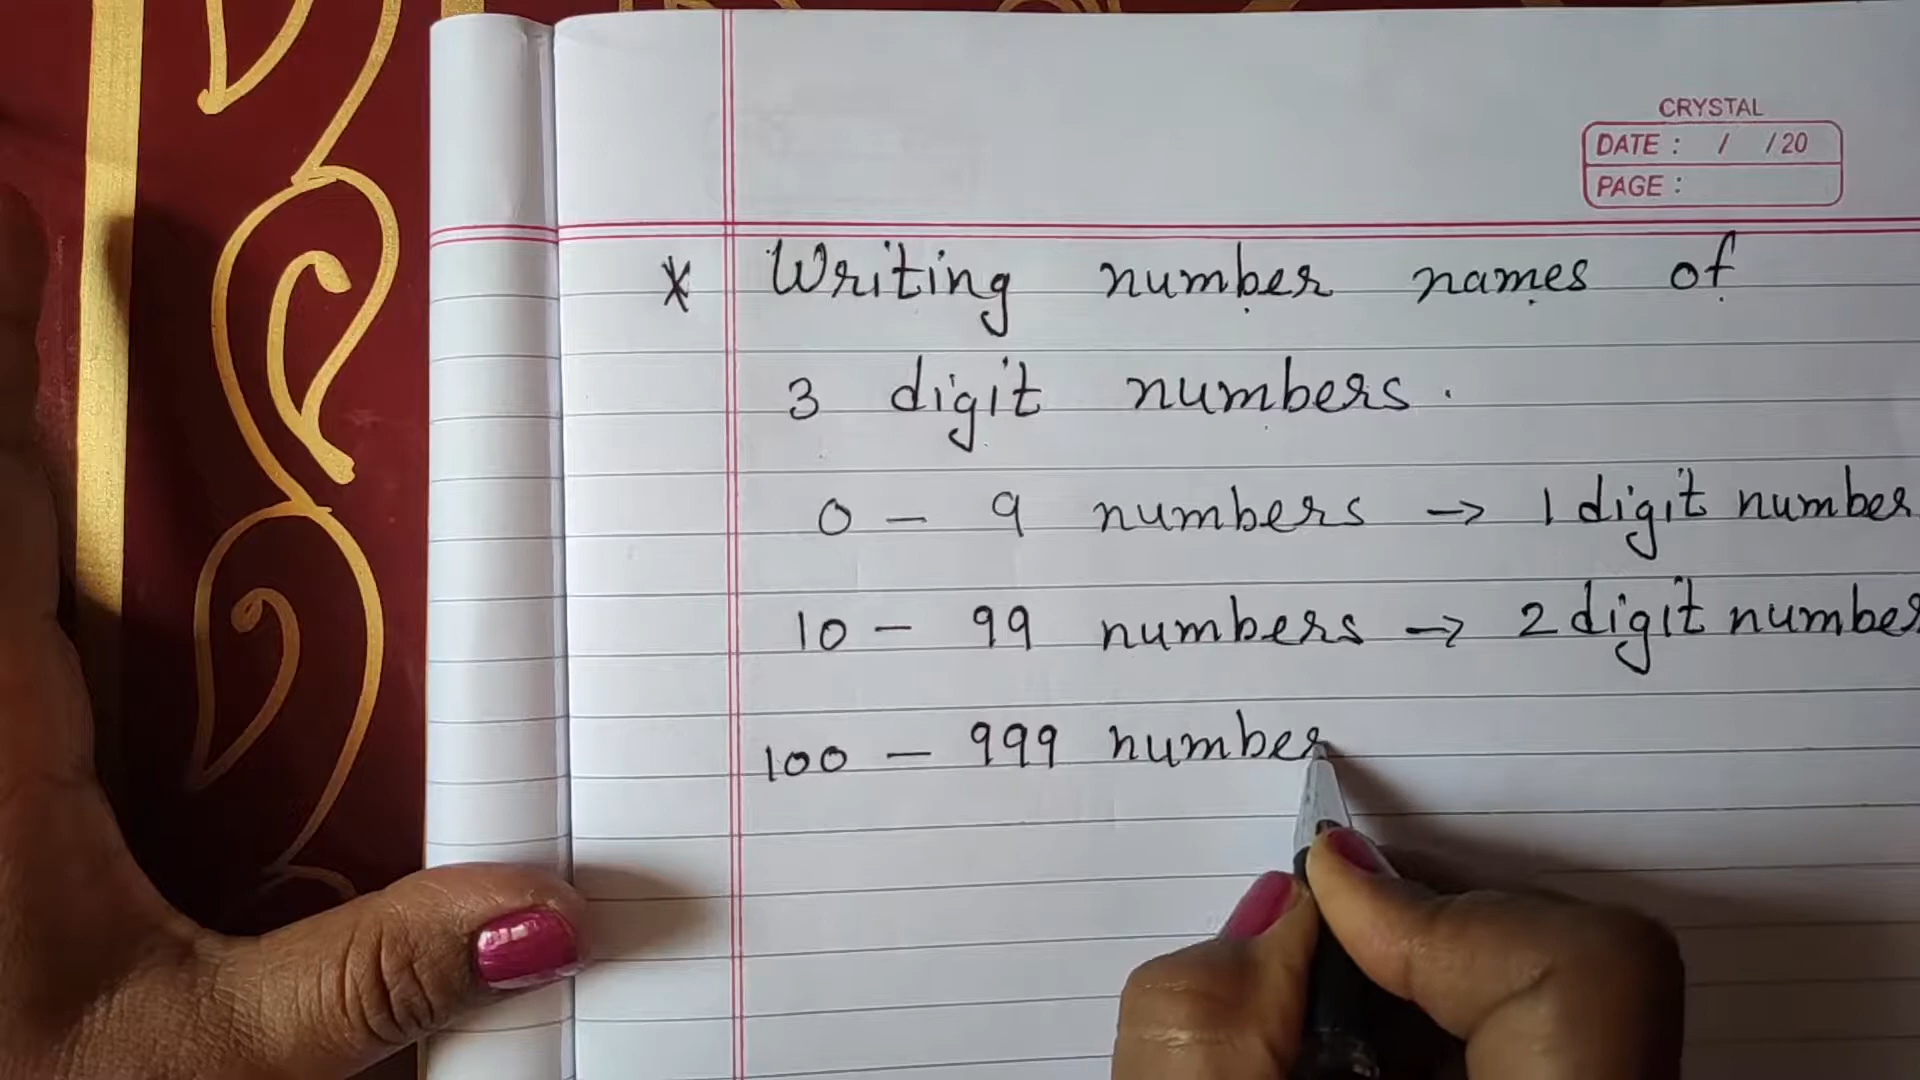 CRYSTAL
DATE : / /20
PAGE :
* Writing number names of
3 digit numbers.
0 - 9 numbers → 1 digit number
10 - 99 numbers → 2 digit number
100 - 999 number